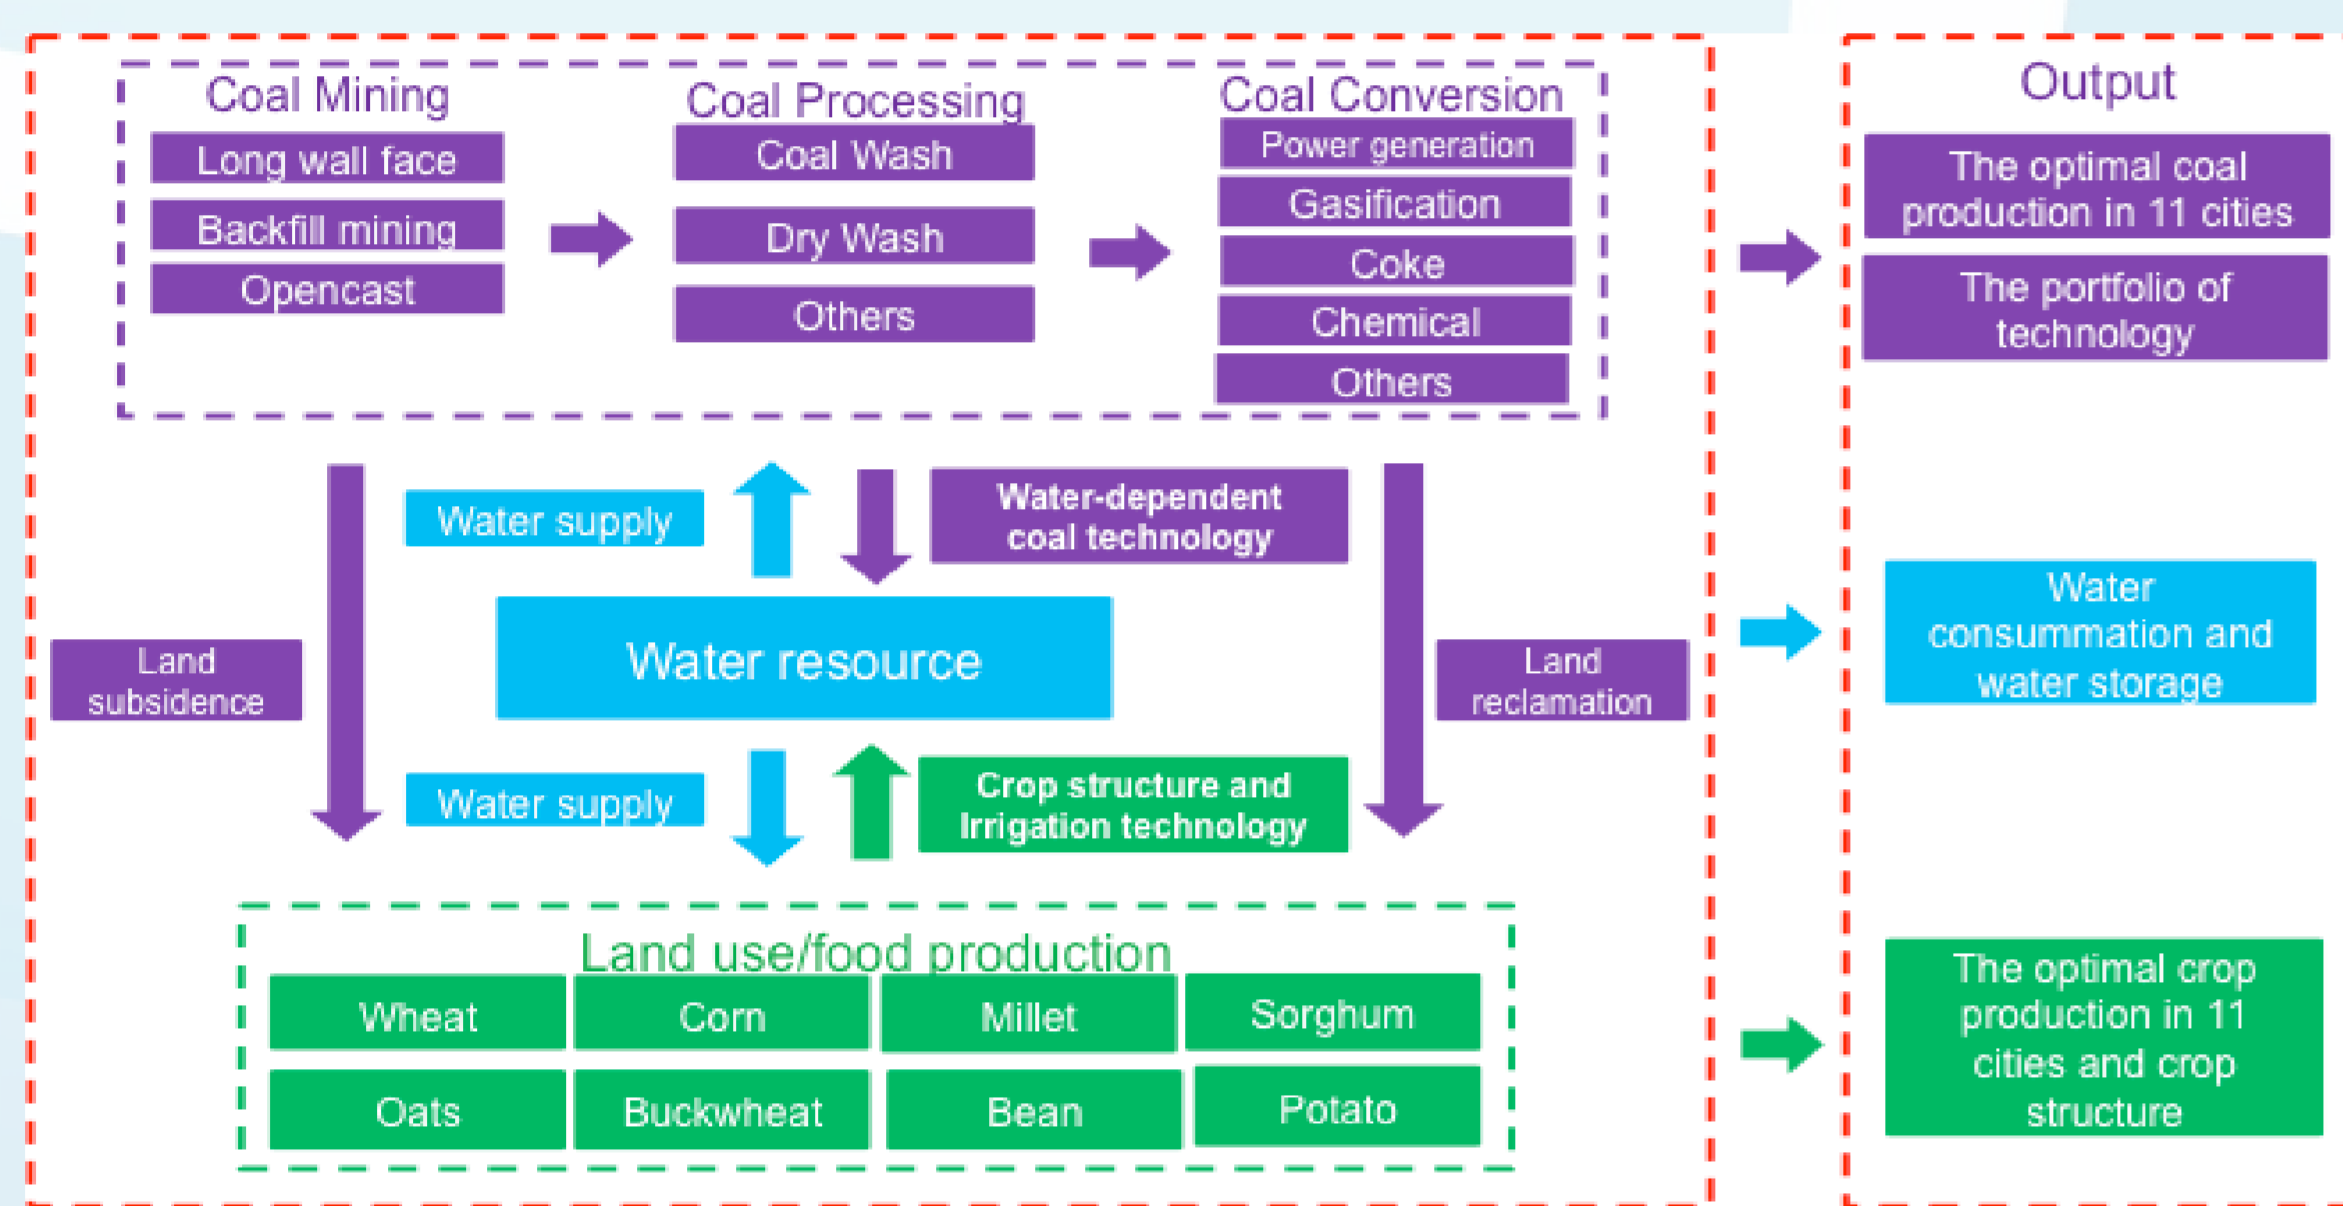 Coal Mining
Long wall face
Backfill mining
Opencast
Coal Processing
Coal Wash
Dry Wash
Others
Coal Conversion
Power generation
Gasification
Coke
Chemical
Others
Output
The optimal coal
production in 11 cities
The portfolio of
technology
Water supply
Water-dependent
coal technology
Land
subsidence
Water resource
Land
reclamation
Water
consummation and
water storage
Water supply
Crop structure and
Irrigation technology
Land use/food production
Wheat
Corn
Millet
Sorghum
Oats
Buckwheat
Bean
Potato
The optimal crop
production in 11
cities and crop
structure